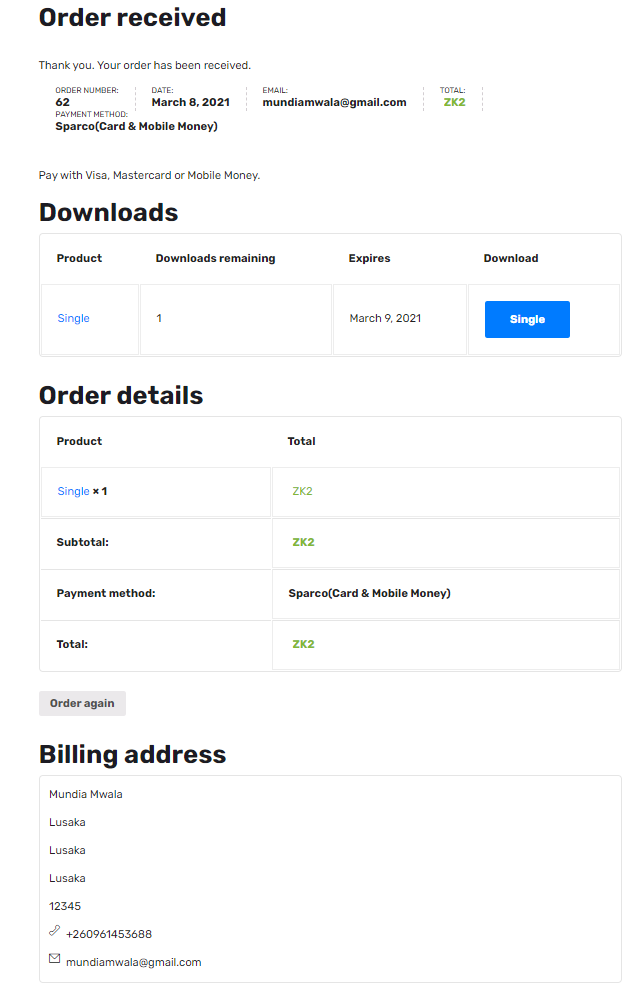 Order received
Thank you. Your order has been received.
ORDER NUMBER: DATE: EMAIL: TOTAL:
62 March 8, 2021 mundiamwala@gmail.com ZK2
PAYMENT METHOD:
Sparco(Card & Mobile Money)
Pay with Visa, Mastercard or Mobile Money.
Downloads
Product Downloads remaining Expires Download
Single 1 March 9, 2021 Single
Order details
Product Total
Single × 1 ZK2
Subtotal: ZK2
Payment method: Sparco(Card & Mobile Money)
Total: ZK2
Order again
Billing address
Mundia Mwala
Lusaka
Lusaka
Lusaka
12345
+260961453688
mundiamwala@gmail.com